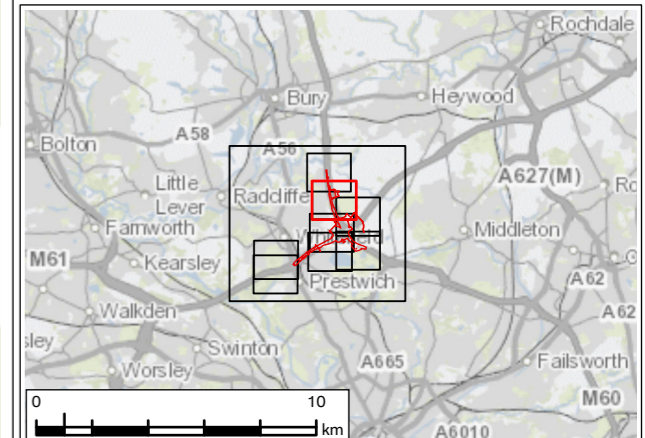 Rochdale
Bury
Heywood
Bolton
A58
A56
A627(M)
Little
Lever
Radcliffe
Ro
Farnworth
Middleton
M61
Kearsley
Prestwich
A62
Walkden
A62
sley
Swinton
Worsley
A665
Failsworth
M60
A6010
0
10
km